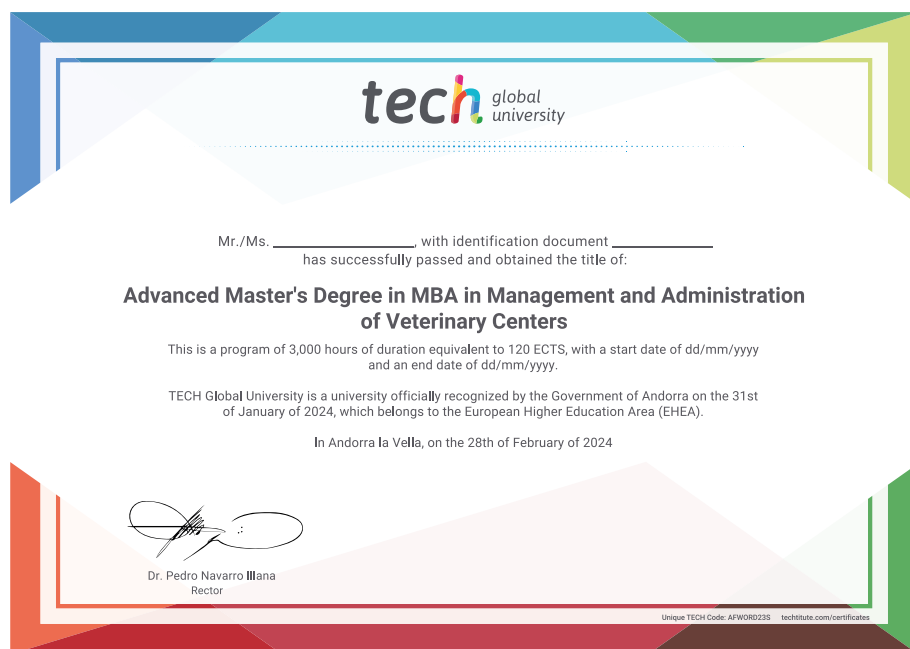 tech global
university
Mr./Ms. ______________, with identification document __________
has successfully passed and obtained the title of:
Advanced Master's Degree in MBA in Management and Administration
of Veterinary Centers
This is a program of 3,000 hours of duration equivalent to 120 ECTS, with a start date of dd/mm/yyyy
and an end date of dd/mm/yyyy.
TECH Global University is a university officially recognized by the Government of Andorra on the 31st
of January of 2024, which belongs to the European Higher Education Area (EHEA).
In Andorra la Vella, on the 28th of February of 2024
Dr. Pedro Navarro Illana
Rector
Unique TECH Code: AFWORD23S techtitute.com/certificates